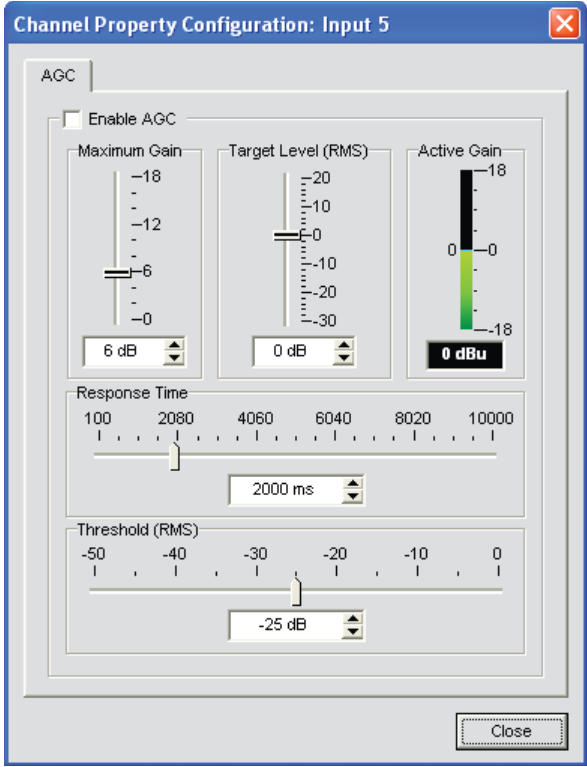 Channel Property Configuration: Input 5
AGC
Enable AGC
Maximum Gain
18
12
6
0
6 dB
Target Level (RMS)
20
10
0
-10
-20
-30
0 dB
Active Gain
18
0 0
-18
0 dBu
Response Time
100 2080 4060 6040 8020 10000
2000 ms
Threshold (RMS)
-50 -40 -30 -20 -10 0
-25 dB
Close